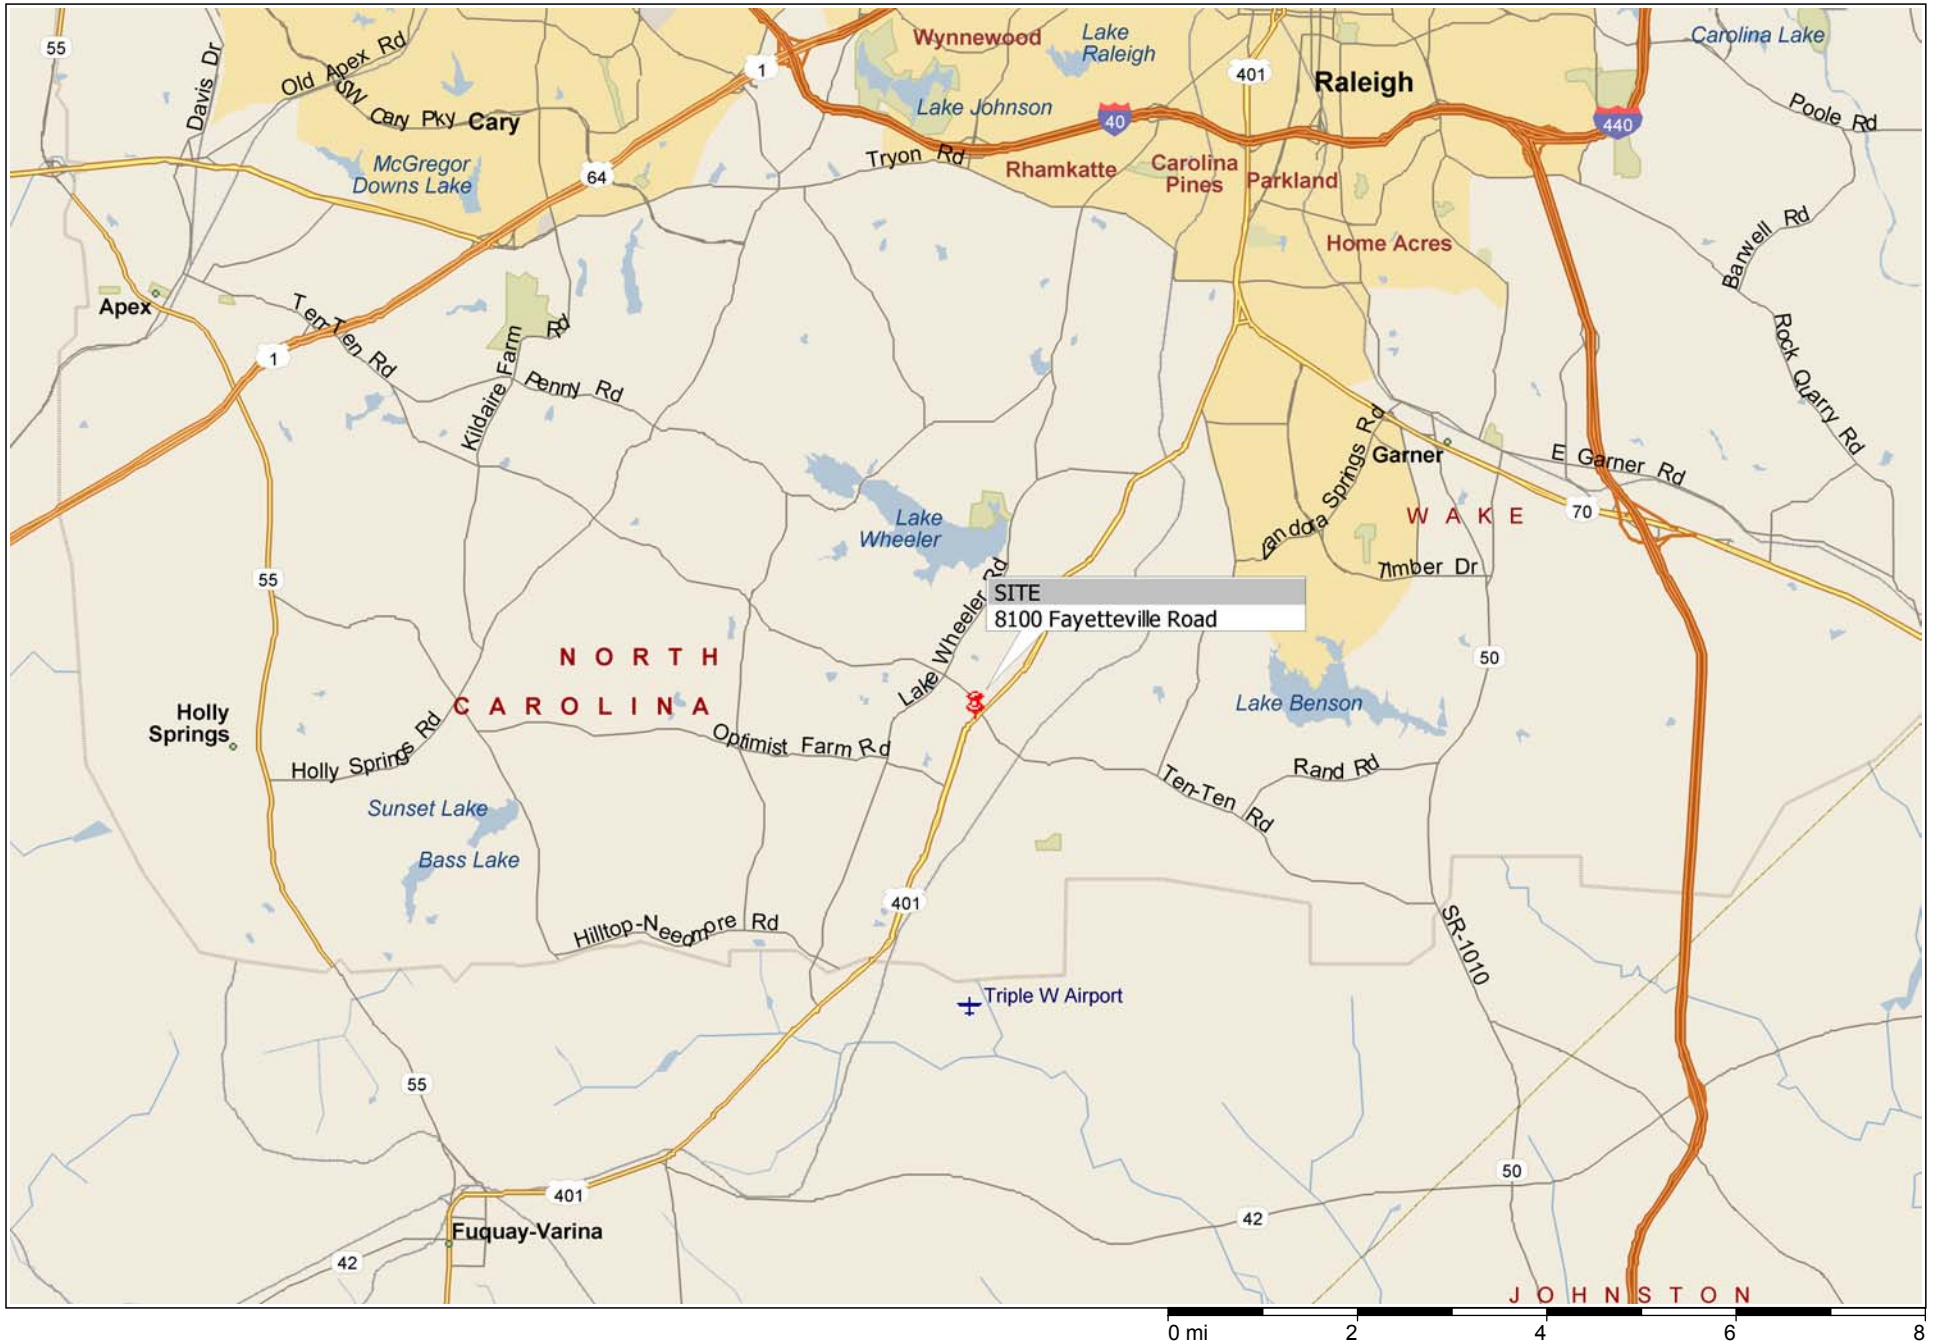 55
Davis Dr
Old Apex Rd
SW Cary Pky
Cary
1
Wynnewood
Lake
Raleigh
401
Raleigh
Carolina Lake
Lake Johnson
40
440
Poole Rd
McGregor
Downs Lake
64
Tryon Rd
Rhamkatte
Carolina
Pines
Parkland
Home Acres
Barwell Rd
Apex
Ten-Ten Rd
1
Kildaire Farm Rd
Penny Rd
Rock Quarry Rd
Garner
E Garner Rd
Vandora Springs Rd
70
W A K E
Lake
Wheeler
Timber Dr
55
Lake Wheeler Rd
SITE
8100 Fayetteville Road
N O R T H
C A R O L I N A
50
Lake Benson
Holly
Springs
Holly Springs Rd
Optimist Farm Rd
Ten-Ten Rd
Rand Rd
Sunset Lake
Bass Lake
401
Hilltop-Needmore Rd
SR-1010
Triple W Airport
55
50
401
42
Fuquay-Varina
42
J O H N S T O N
0 mi 2 4 6 8